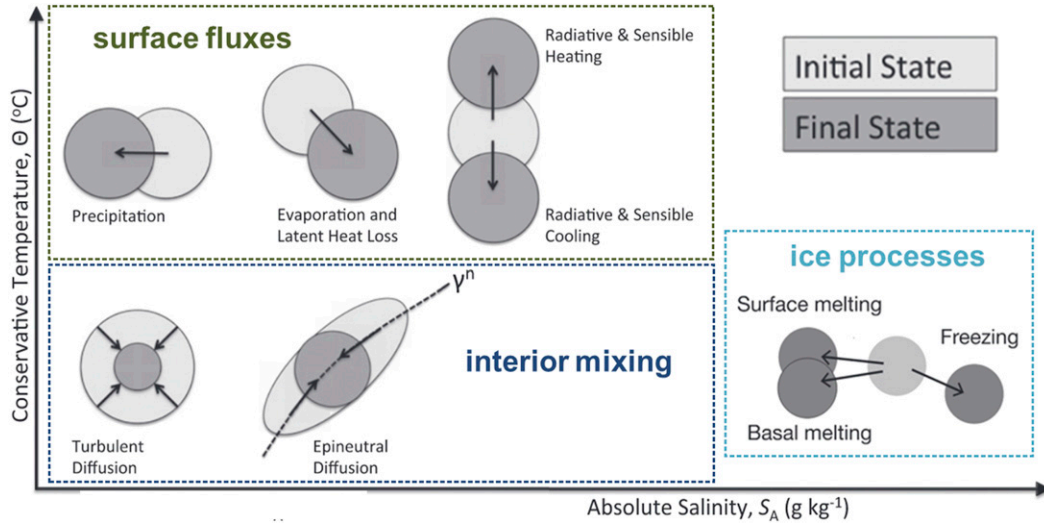 surface fluxes
Radiative & Sensible
Heating
Initial State
Final State
Precipitation
Evaporation and
Latent Heat Loss
Radiative & Sensible
Cooling
Conservative Temperature, Θ (°C)
γⁿ
interior mixing
Turbulent
Diffusion
Epineutral
Diffusion
ice processes
Surface melting
Freezing
Basal melting
Absolute Salinity, S_A (g kg⁻¹)